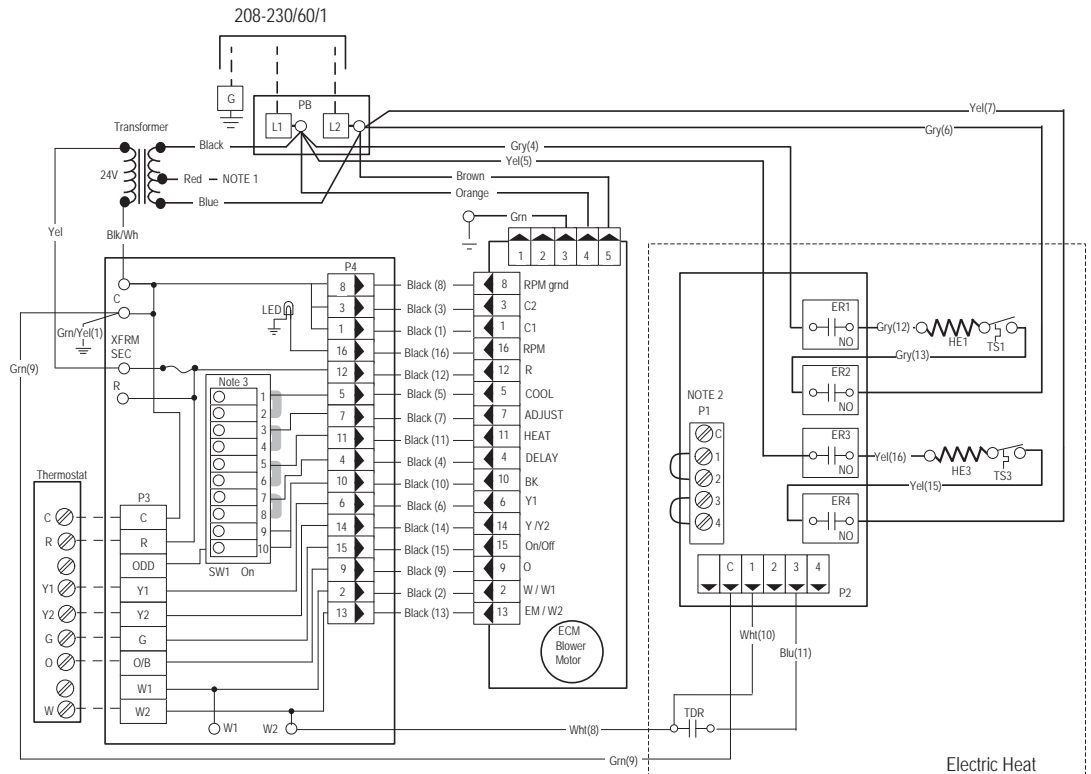 208-230/60/1
G
PB
L1
L2
Transformer
24V
Black
Red
NOTE 1
Blue
Yel
Blk/Wh
Gry(4)
Yel(5)
Brown
Orange
Yel(7)
Gry(6)
Grn
1 2 3 4 5
C
Grn/Yel(1)
XFRM
SEC
R
Grn(9)
LED
P4
8 Black (8) 8 RPM grnd
3 Black (3) 3 C2
1 Black (1) 1 C1
16 Black (16) 16 RPM
12 Black (12) 12 R
5 Black (5) 5 COOL
7 Black (7) 7 ADJUST
11 Black (11) 11 HEAT
4 Black (4) 4 DELAY
10 Black (10) 10 BK
6 Black (6) 6 Y1
14 Black (14) 14 Y /Y2
15 Black (15) 15 On/Off
9 Black (9) 9 O
2 Black (2) 2 W / W1
13 Black (13) 13 EM / W2
Note 3
1
2
3
4
5
6
7
8
9
10
SW1 On
Thermostat
C
R
Y1
Y2
G
O
W
P3
C
R
ODD
Y1
Y2
G
O/B
W1
W2
W1
W2
ECM
Blower
Motor
NOTE 2
P1
C
1
2
3
4
ER1
NO
Gry(12)
HE1
TS1
Gry(13)
ER2
NO
ER3
NO
Yel(16)
HE3
TS3
Yel(15)
ER4
NO
C 1 2 3 4
P2
Wht(10)
Blu(11)
TDR
Wht(8)
Grn(9)
Electric Heat